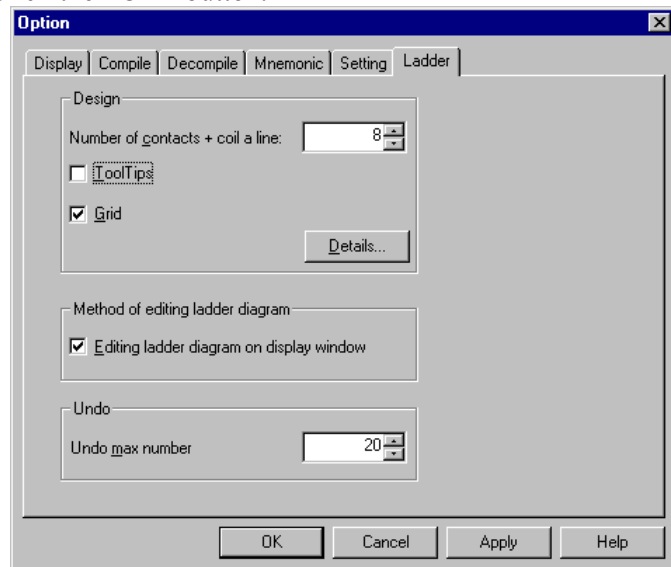 Option
Display Compile Decompile Mnemonic Setting Ladder
Design
Number of contacts + coil a line: 8
ToolTips
Grid
Details...
Method of editing ladder diagram
Editing ladder diagram on display window
Undo
Undo max number 20
OK Cancel Apply Help